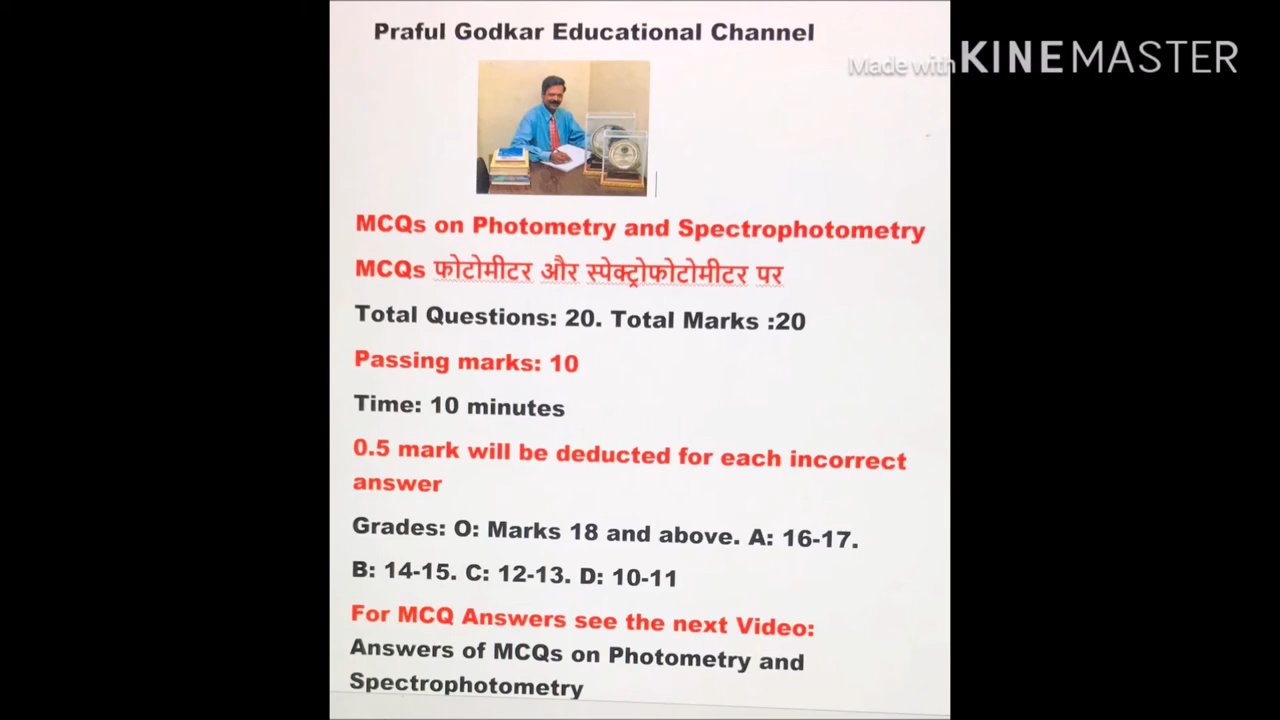 Praful Godkar Educational Channel
Made with KINEMASTER
MCQs on Photometry and Spectrophotometry
MCQs फोटोमीटर और स्पेक्ट्रोफोटोमीटर पर
Total Questions: 20. Total Marks :20
Passing marks: 10
Time: 10 minutes
0.5 mark will be deducted for each incorrect
answer
Grades: O: Marks 18 and above. A: 16-17.
B: 14-15. C: 12-13. D: 10-11
For MCQ Answers see the next Video:
Answers of MCQs on Photometry and
Spectrophotometry